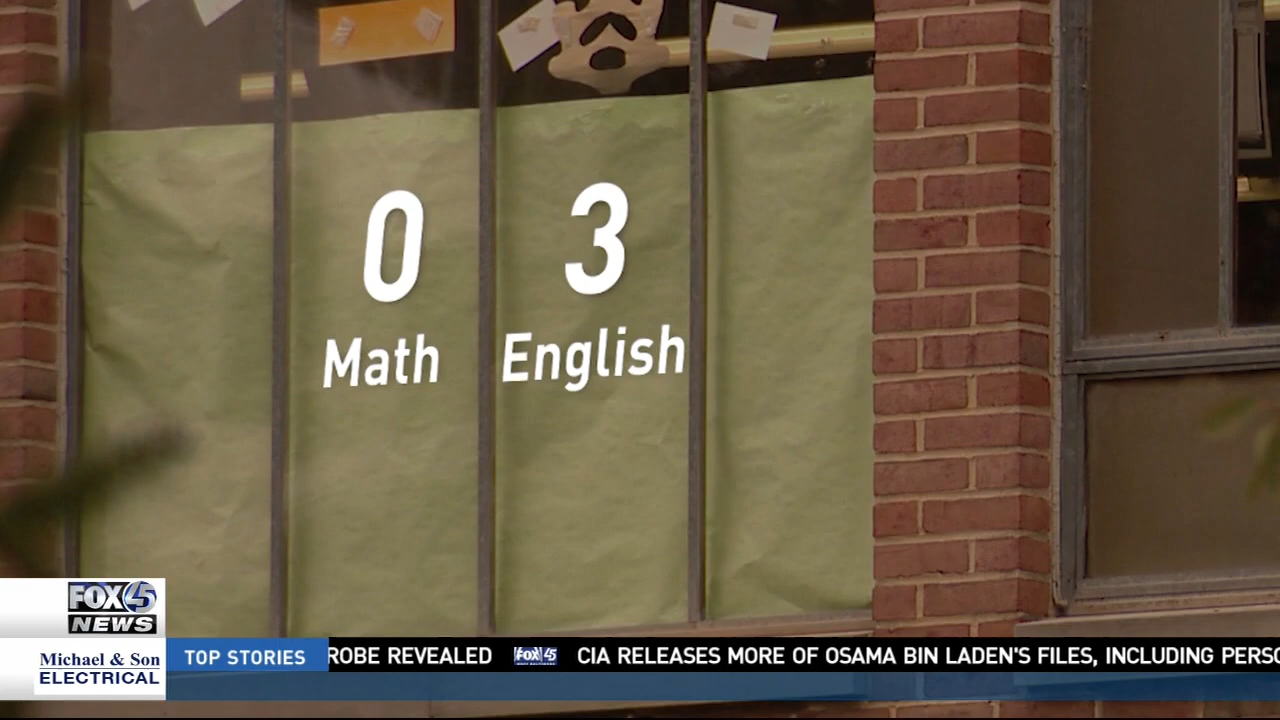 0 3
Math English
FOX 45
NEWS
Michael & Son
ELECTRICAL
TOP STORIES
ROBE REVEALED FOX 45 CIA RELEASES MORE OF OSAMA BIN LADEN'S FILES, INCLUDING PERSO